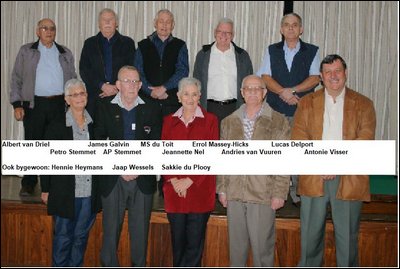 Albert van Driel James Galvin MS du Toit Errol Massey-Hicks Lucas Delport
Petro Stemmet AP Stemmet Jeannette Nel Andries van Vuuren Antonie Visser
Ook bygewoon: Hennie Heymans Jaap Wessels Sakkie du Plooy